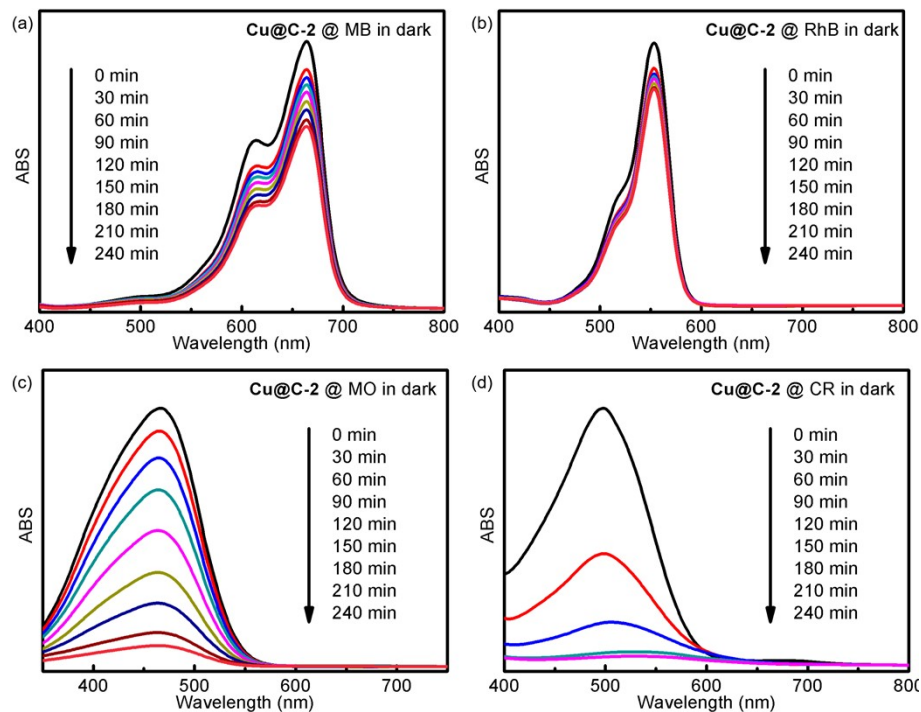 (a)
Cu@C-2 @ MB in dark
0 min
30 min
60 min
90 min
120 min
150 min
180 min
210 min
240 min
ABS
400 500 600 700 800
Wavelength (nm)
(b)
Cu@C-2 @ RhB in dark
0 min
30 min
60 min
90 min
120 min
150 min
180 min
210 min
240 min
ABS
400 500 600 700 800
Wavelength (nm)
(c)
Cu@C-2 @ MO in dark
0 min
30 min
60 min
90 min
120 min
150 min
180 min
210 min
240 min
ABS
400 500 600 700
Wavelength (nm)
(d)
Cu@C-2 @ CR in dark
0 min
30 min
60 min
90 min
120 min
150 min
180 min
210 min
240 min
ABS
400 500 600 700 800
Wavelength (nm)